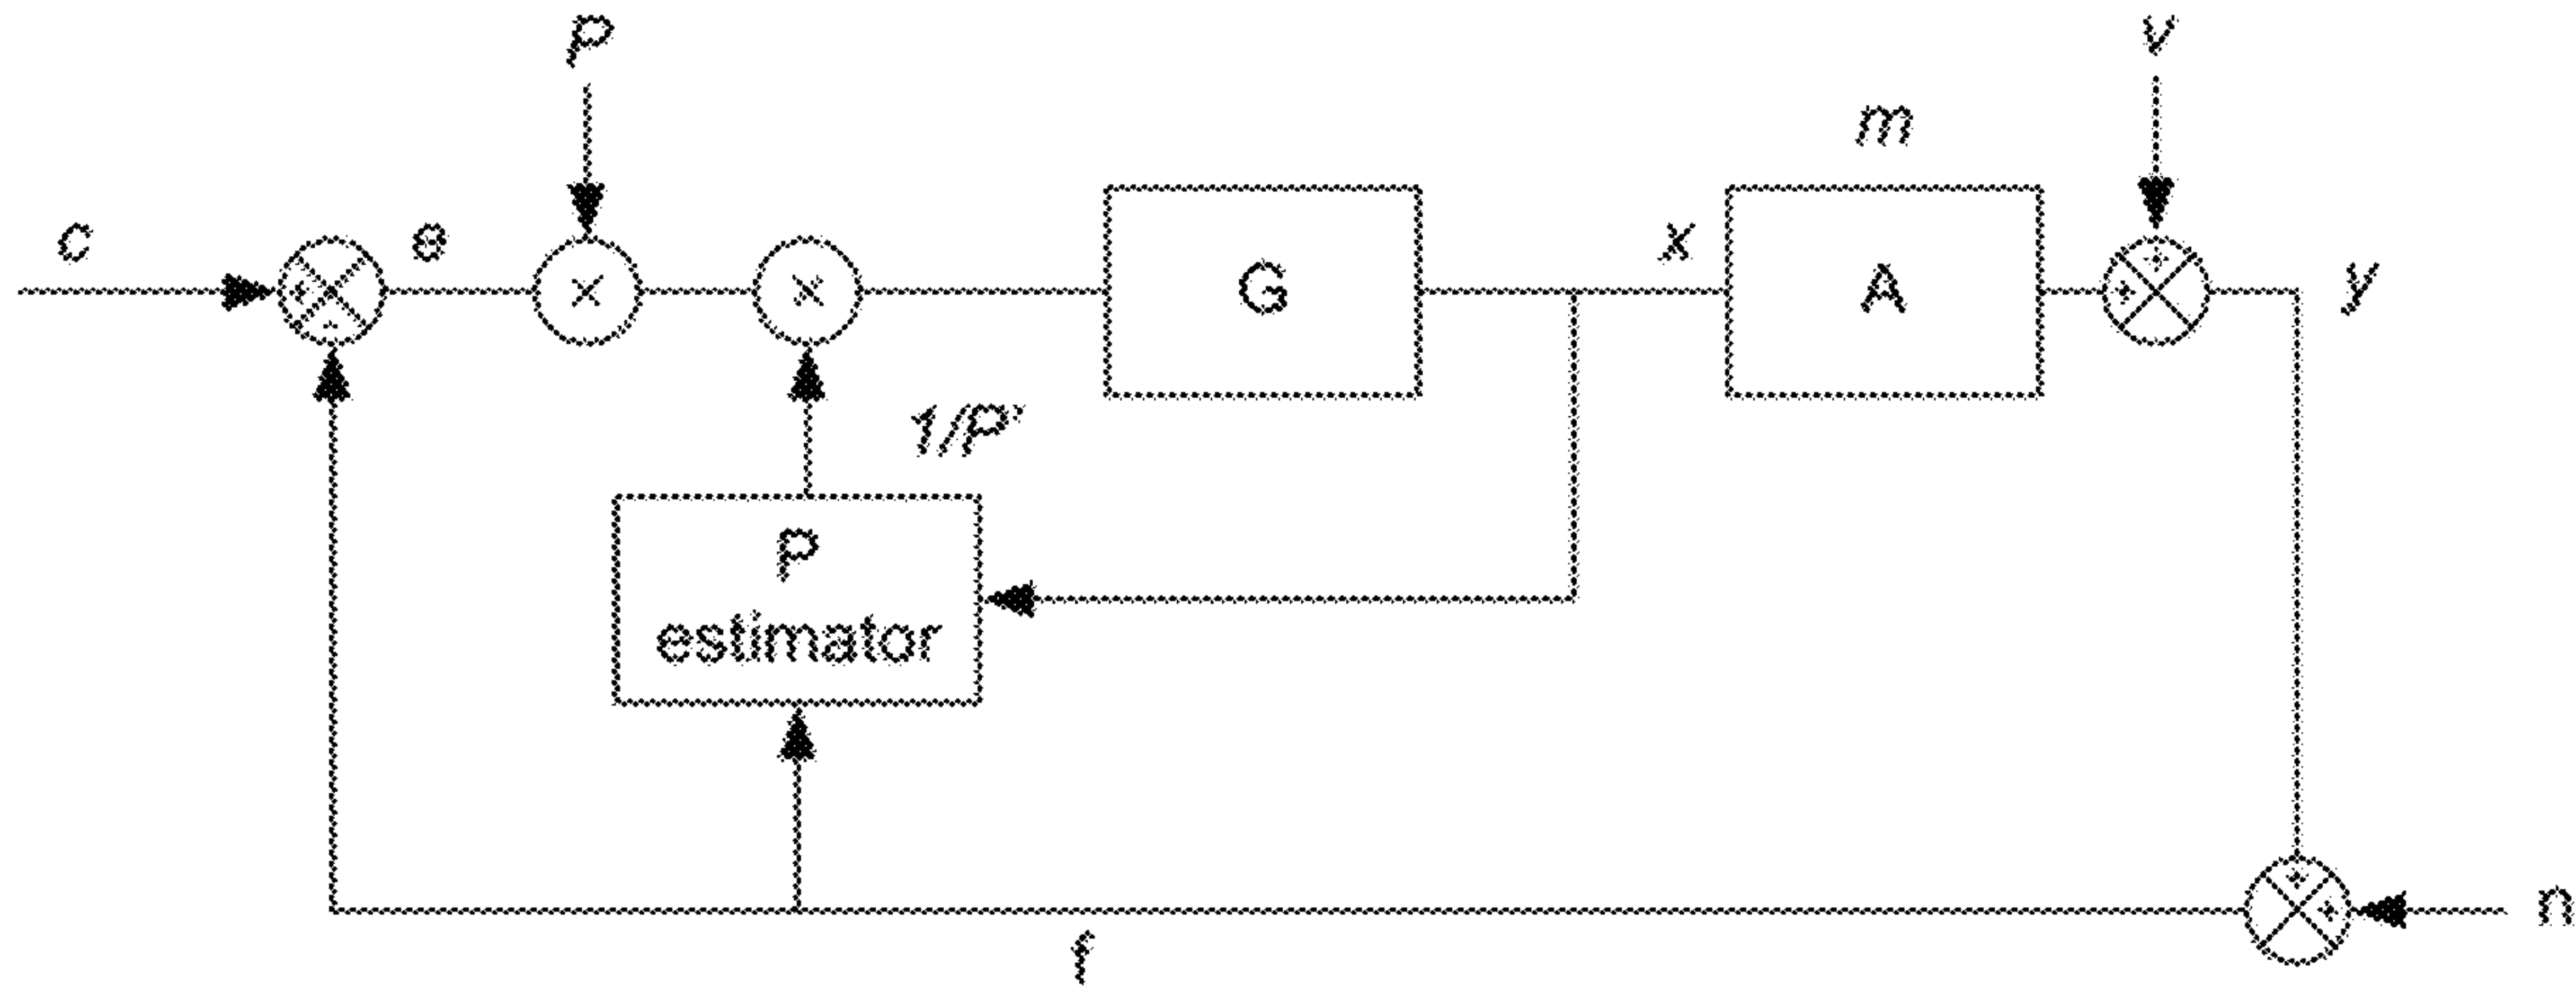 P
v
m
c
e
×
×
G
x
A
y
+
-
+
+
1/P'
P
estimator
+
+
n
f